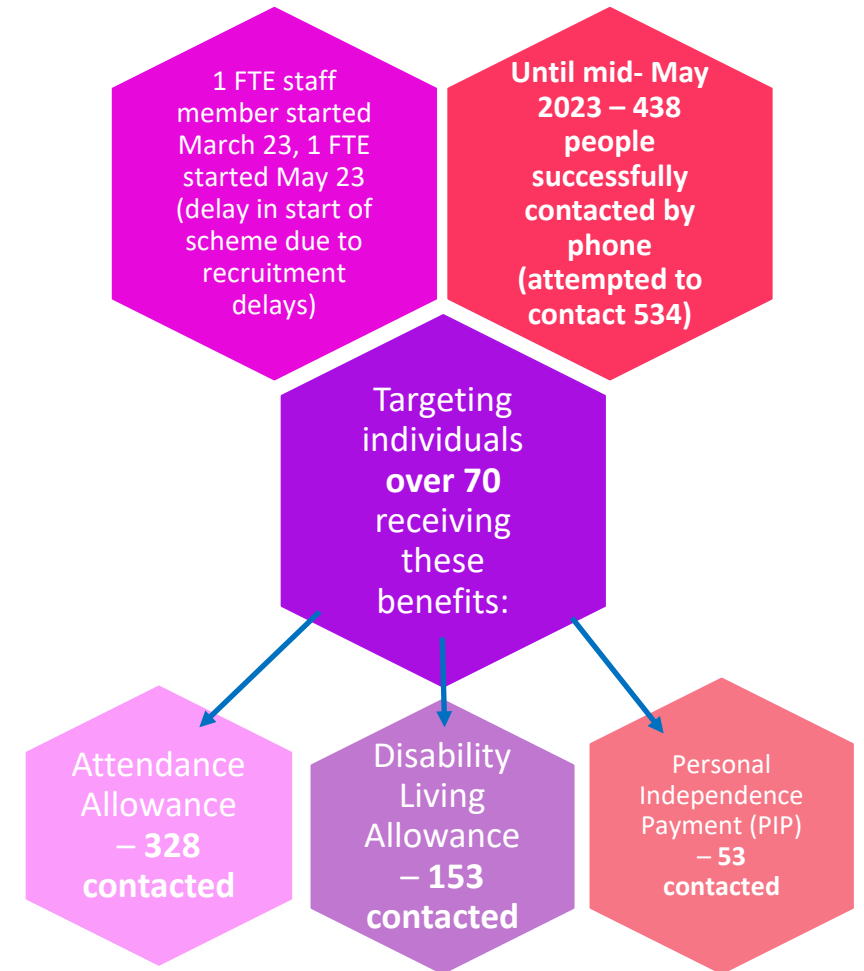 1 FTE staff
member started
March 23, 1 FTE
started May 23
(delay in start of
scheme due to
recruitment
delays)
Until mid- May
2023 – 438
people
successfully
contacted by
phone
(attempted to
contact 534)
Targeting
individuals
over 70
receiving
these
benefits:
Attendance
Allowance
– 328
contacted
Disability
Living
Allowance
– 153
contacted
Personal
Independence
Payment (PIP)
– 53
contacted